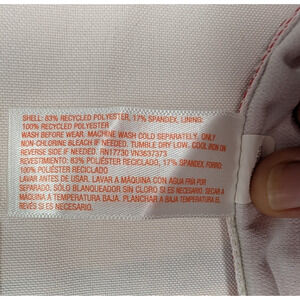 SHELL: 83% RECYCLED POLYESTER, 17% SPANDEX, LINING:
100% RECYCLED POLYESTER
WASH BEFORE WEAR. MACHINE WASH COLD SEPARATELY. ONLY
NON-CHLORINE BLEACH IF NEEDED. TUMBLE DRY LOW. COOL IRON ON
REVERSE SIDE IF NEEDED. RN17730 VN3637373
REVESTIMIENTO: 83% POLIÉSTER RECICLADO, 17% SPANDEX, FORRO:
100% POLIÉSTER RECICLADO
LAVAR ANTES DE USAR. LAVAR A MÁQUINA CON AGUA FRÍA POR
SEPARADO. SÓLO BLANQUEADOR SIN CLORO SI ES NECESARIO. SECAR A
MÁQUINA A TEMPERATURA BAJA. PLANCHAR A BAJA TEMPERATURA EL
REVÉS SI ES NECESARIO.